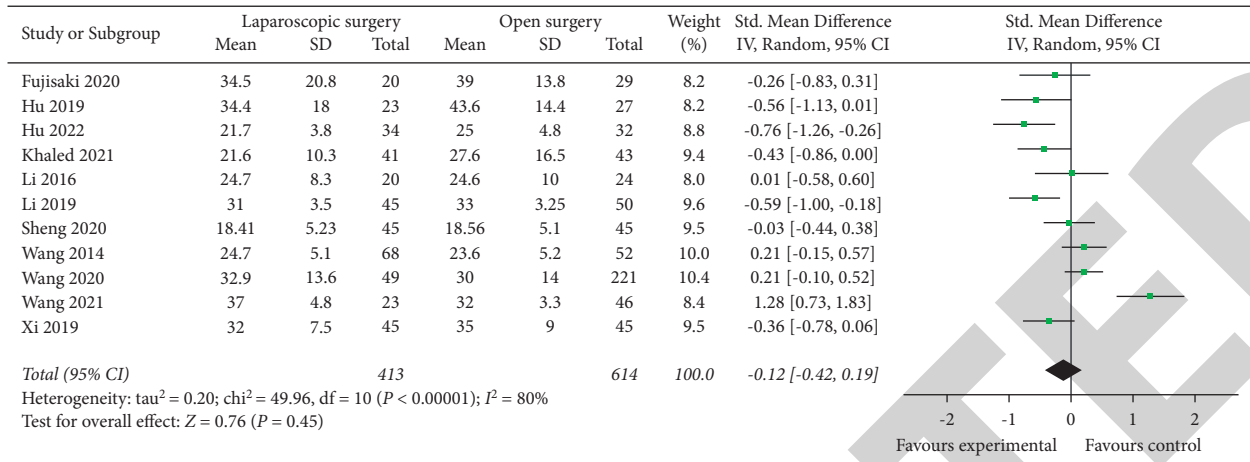 Study or Subgroup Laparoscopic surgery Open surgery Weight (%) Std. Mean Difference IV, Random, 95% CI Std. Mean Difference IV, Random, 95% CI
Mean SD Total Mean SD Total
Fujisaki 2020 34.5 20.8 20 39 13.8 29 8.2 -0.26 [-0.83, 0.31]
Hu 2019 34.4 18 23 43.6 14.4 27 8.2 -0.56 [-1.13, 0.01]
Hu 2022 21.7 3.8 34 25 4.8 32 8.8 -0.76 [-1.26, -0.26]
Khaled 2021 21.6 10.3 41 27.6 16.5 43 9.4 -0.43 [-0.86, 0.00]
Li 2016 24.7 8.3 20 24.6 10 24 8.0 0.01 [-0.58, 0.60]
Li 2019 31 3.5 45 33 3.25 50 9.6 -0.59 [-1.00, -0.18]
Sheng 2020 18.41 5.23 45 18.56 5.1 45 9.5 -0.03 [-0.44, 0.38]
Wang 2014 24.7 5.1 68 23.6 5.2 52 10.0 0.21 [-0.15, 0.57]
Wang 2020 32.9 13.6 49 30 14 221 10.4 0.21 [-0.10, 0.52]
Wang 2021 37 4.8 23 32 3.3 46 8.4 1.28 [0.73, 1.83]
Xi 2019 32 7.5 45 35 9 45 9.5 -0.36 [-0.78, 0.06]
Total (95% CI) 413 614 100.0 -0.12 [-0.42, 0.19]
Heterogeneity: tau² = 0.20; chi² = 49.96, df = 10 (P < 0.00001); I² = 80%
Test for overall effect: Z = 0.76 (P = 0.45)
-2 -1 0 1 2
Favours experimental Favours control